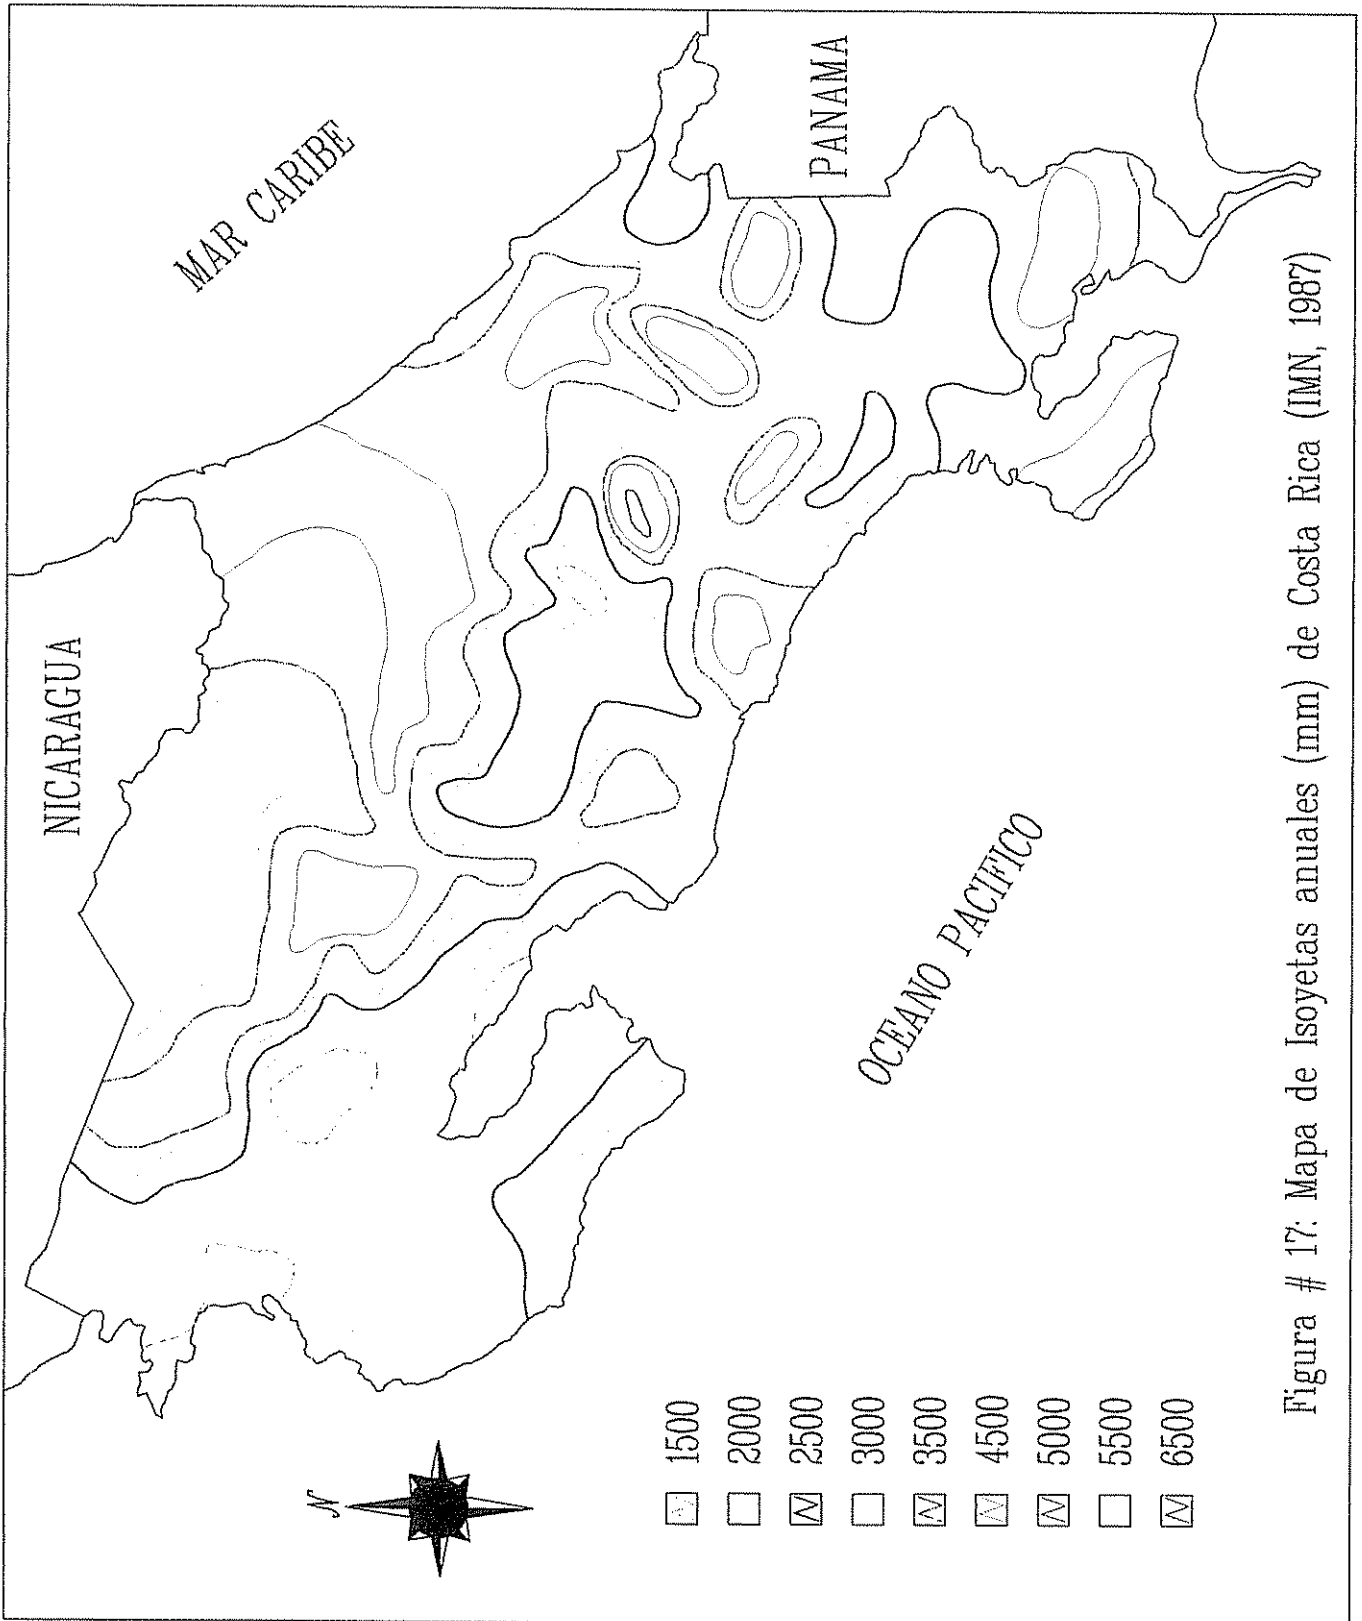 NICARAGUA
MAR CARIBE
PANAMA
OCEANO PACIFICO
N
1500
2000
2500
3000
3500
4500
5000
5500
6500
Figura # 17: Mapa de Isoyetas anuales (mm) de Costa Rica (IMN, 1987)